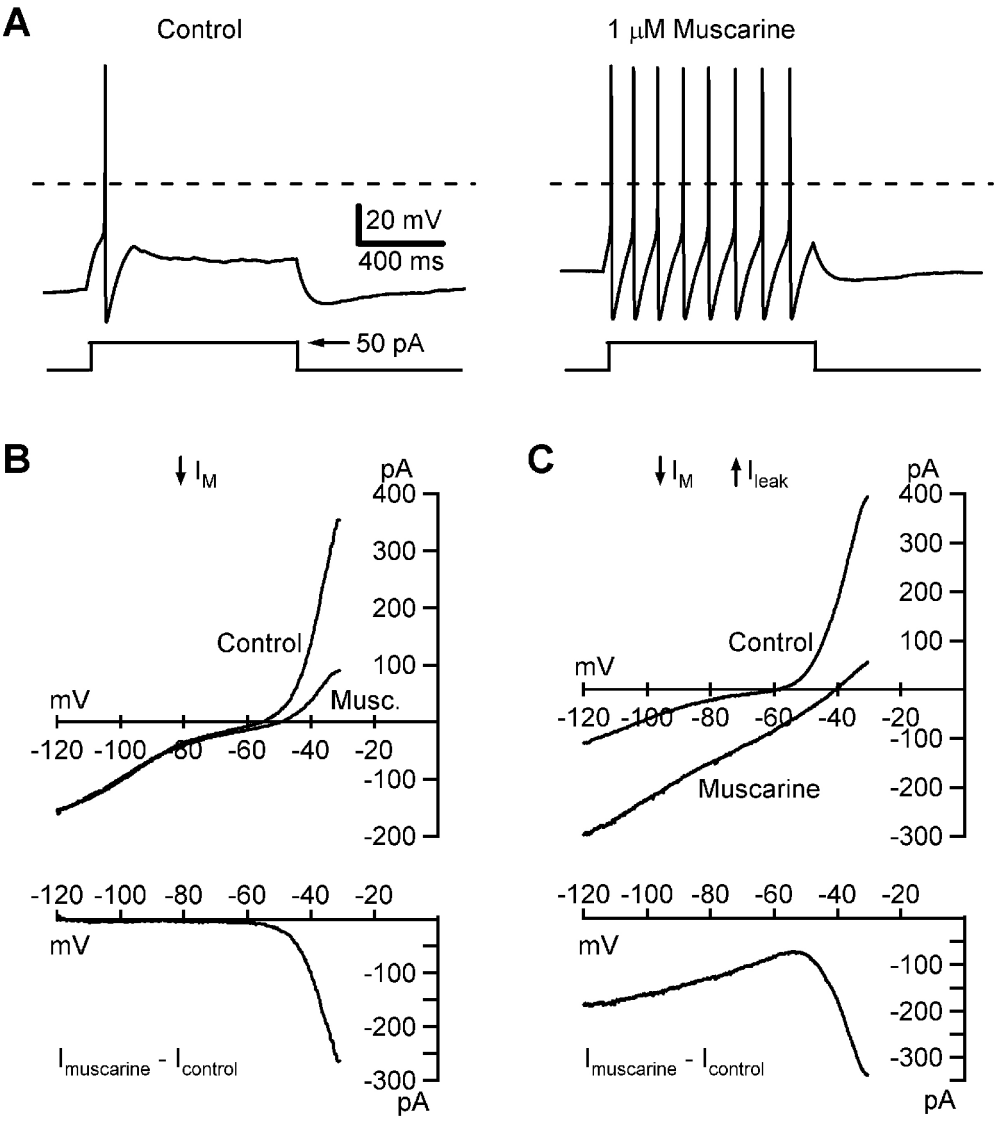 A
Control
1 μM Muscarine
20 mV
400 ms
50 pA
B
↓ I_M
pA
400
300
200
100
Control
mV
Musc.
-120 -100 -80 -60 -40 -20
-100
-200
-120 -100 -80 -60 -40 -20
mV
-100
-200
I_muscarine - I_control
-300
pA
C
↓ I_M ↑ I_leak
pA
400
300
200
100
Control
mV
-120 -100 -80 -60 -40 -20
-100
Muscarine
-200
-300
-120 -100 -80 -60 -40 -20
mV
-100
-200
I_muscarine - I_control
-300
pA